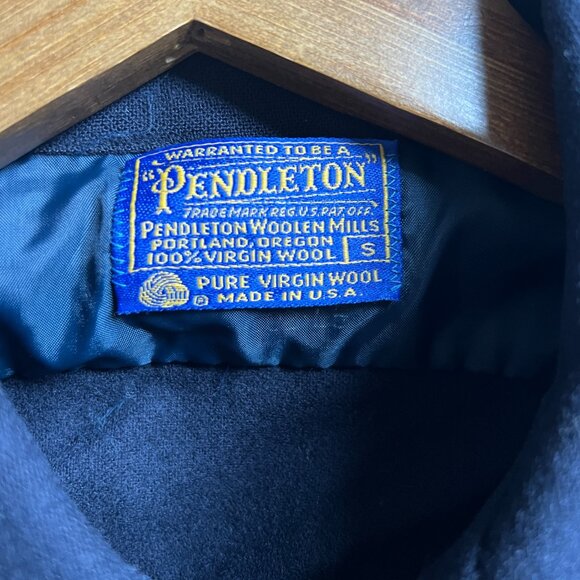 WARRANTED TO BE A
"PENDLETON"
TRADE MARK REG. U.S. PAT. OFF.
PENDLETON WOOLEN MILLS
PORTLAND, OREGON
100% VIRGIN WOOL S
PURE VIRGIN WOOL
® MADE IN U.S.A.